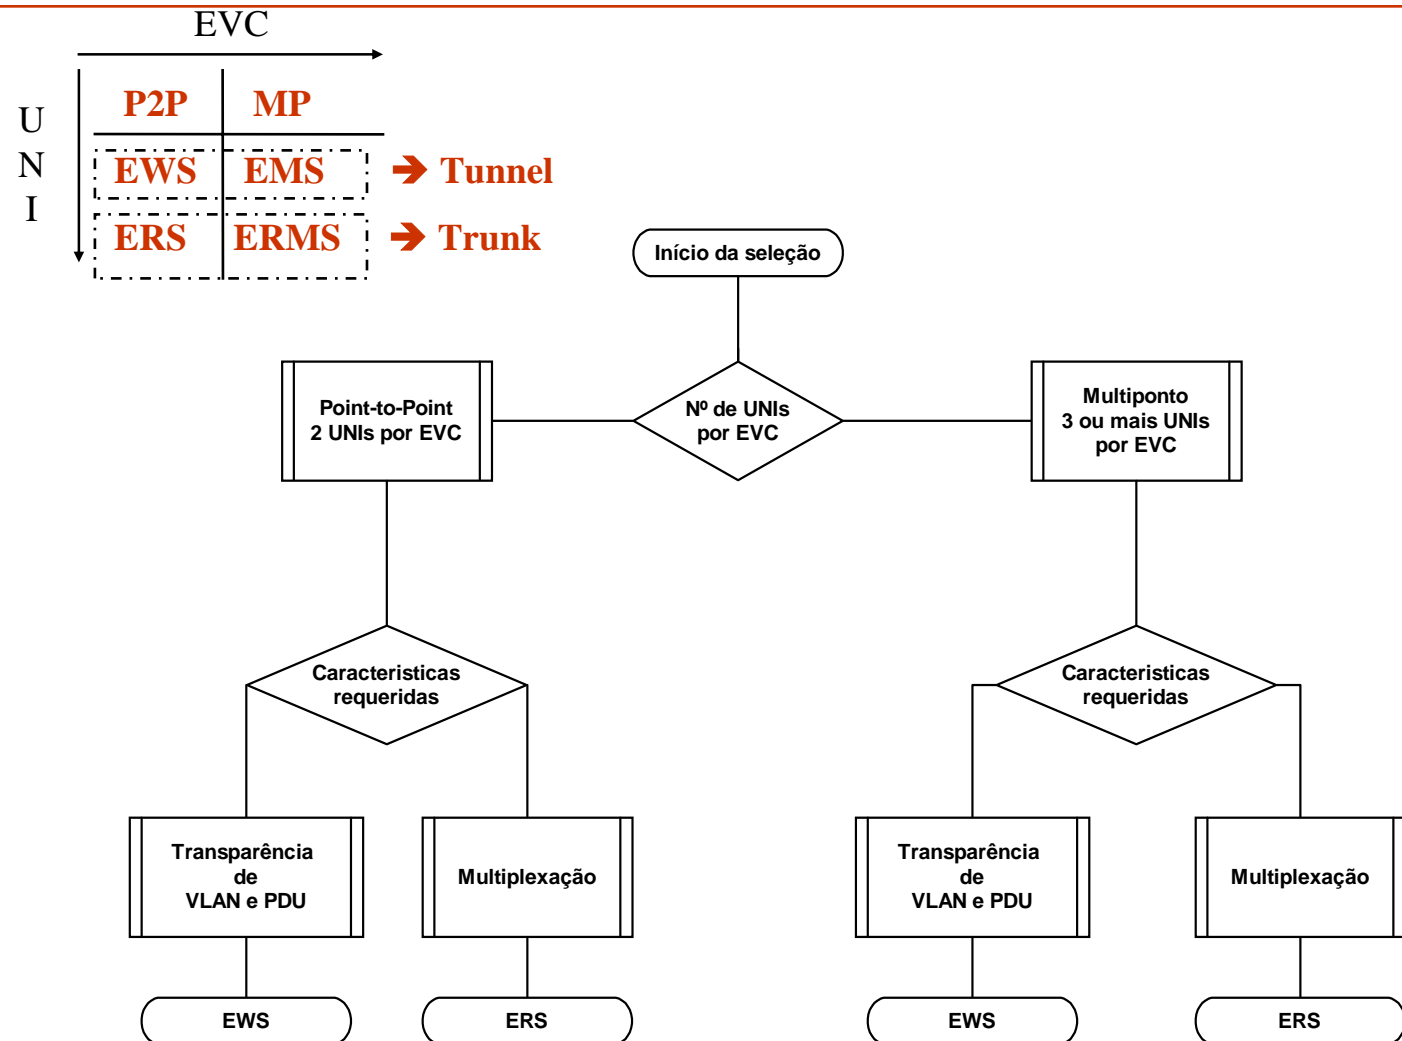 EVC
U
N
I
P2P MP
EWS EMS ➔ Tunnel
ERS ERMS ➔ Trunk
Início da seleção
Point-to-Point
2 UNIs por EVC
Nº de UNIs
por EVC
Multiponto
3 ou mais UNIs
por EVC
Caracteristicas
requeridas
Caracteristicas
requeridas
Transparência
de
VLAN e PDU
Multiplexação
Transparência
de
VLAN e PDU
Multiplexação
EWS
ERS
EWS
ERS